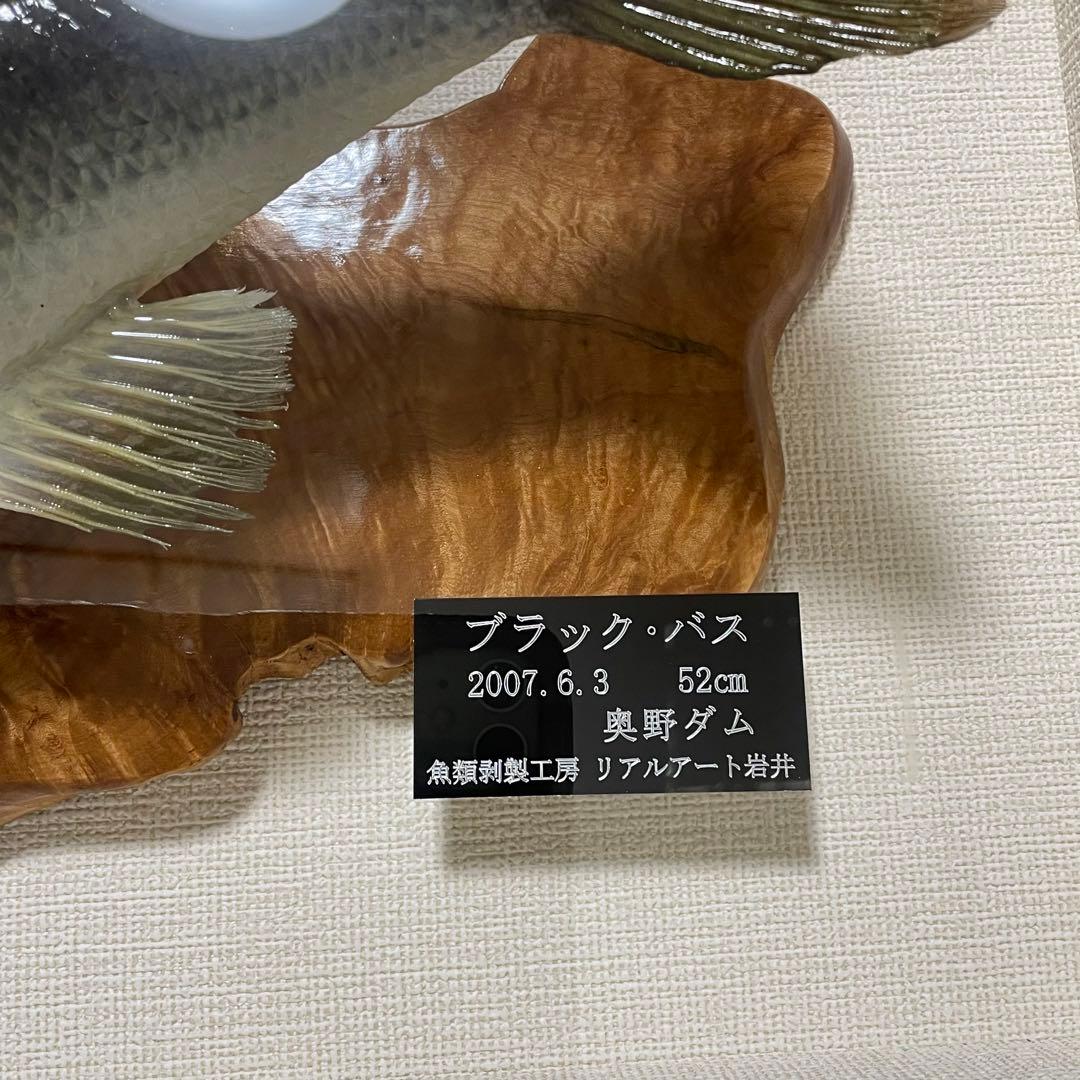 ブラック・バス
2007.6.3 52cm
奥野ダム
魚類剥製工房 リアルアート岩井